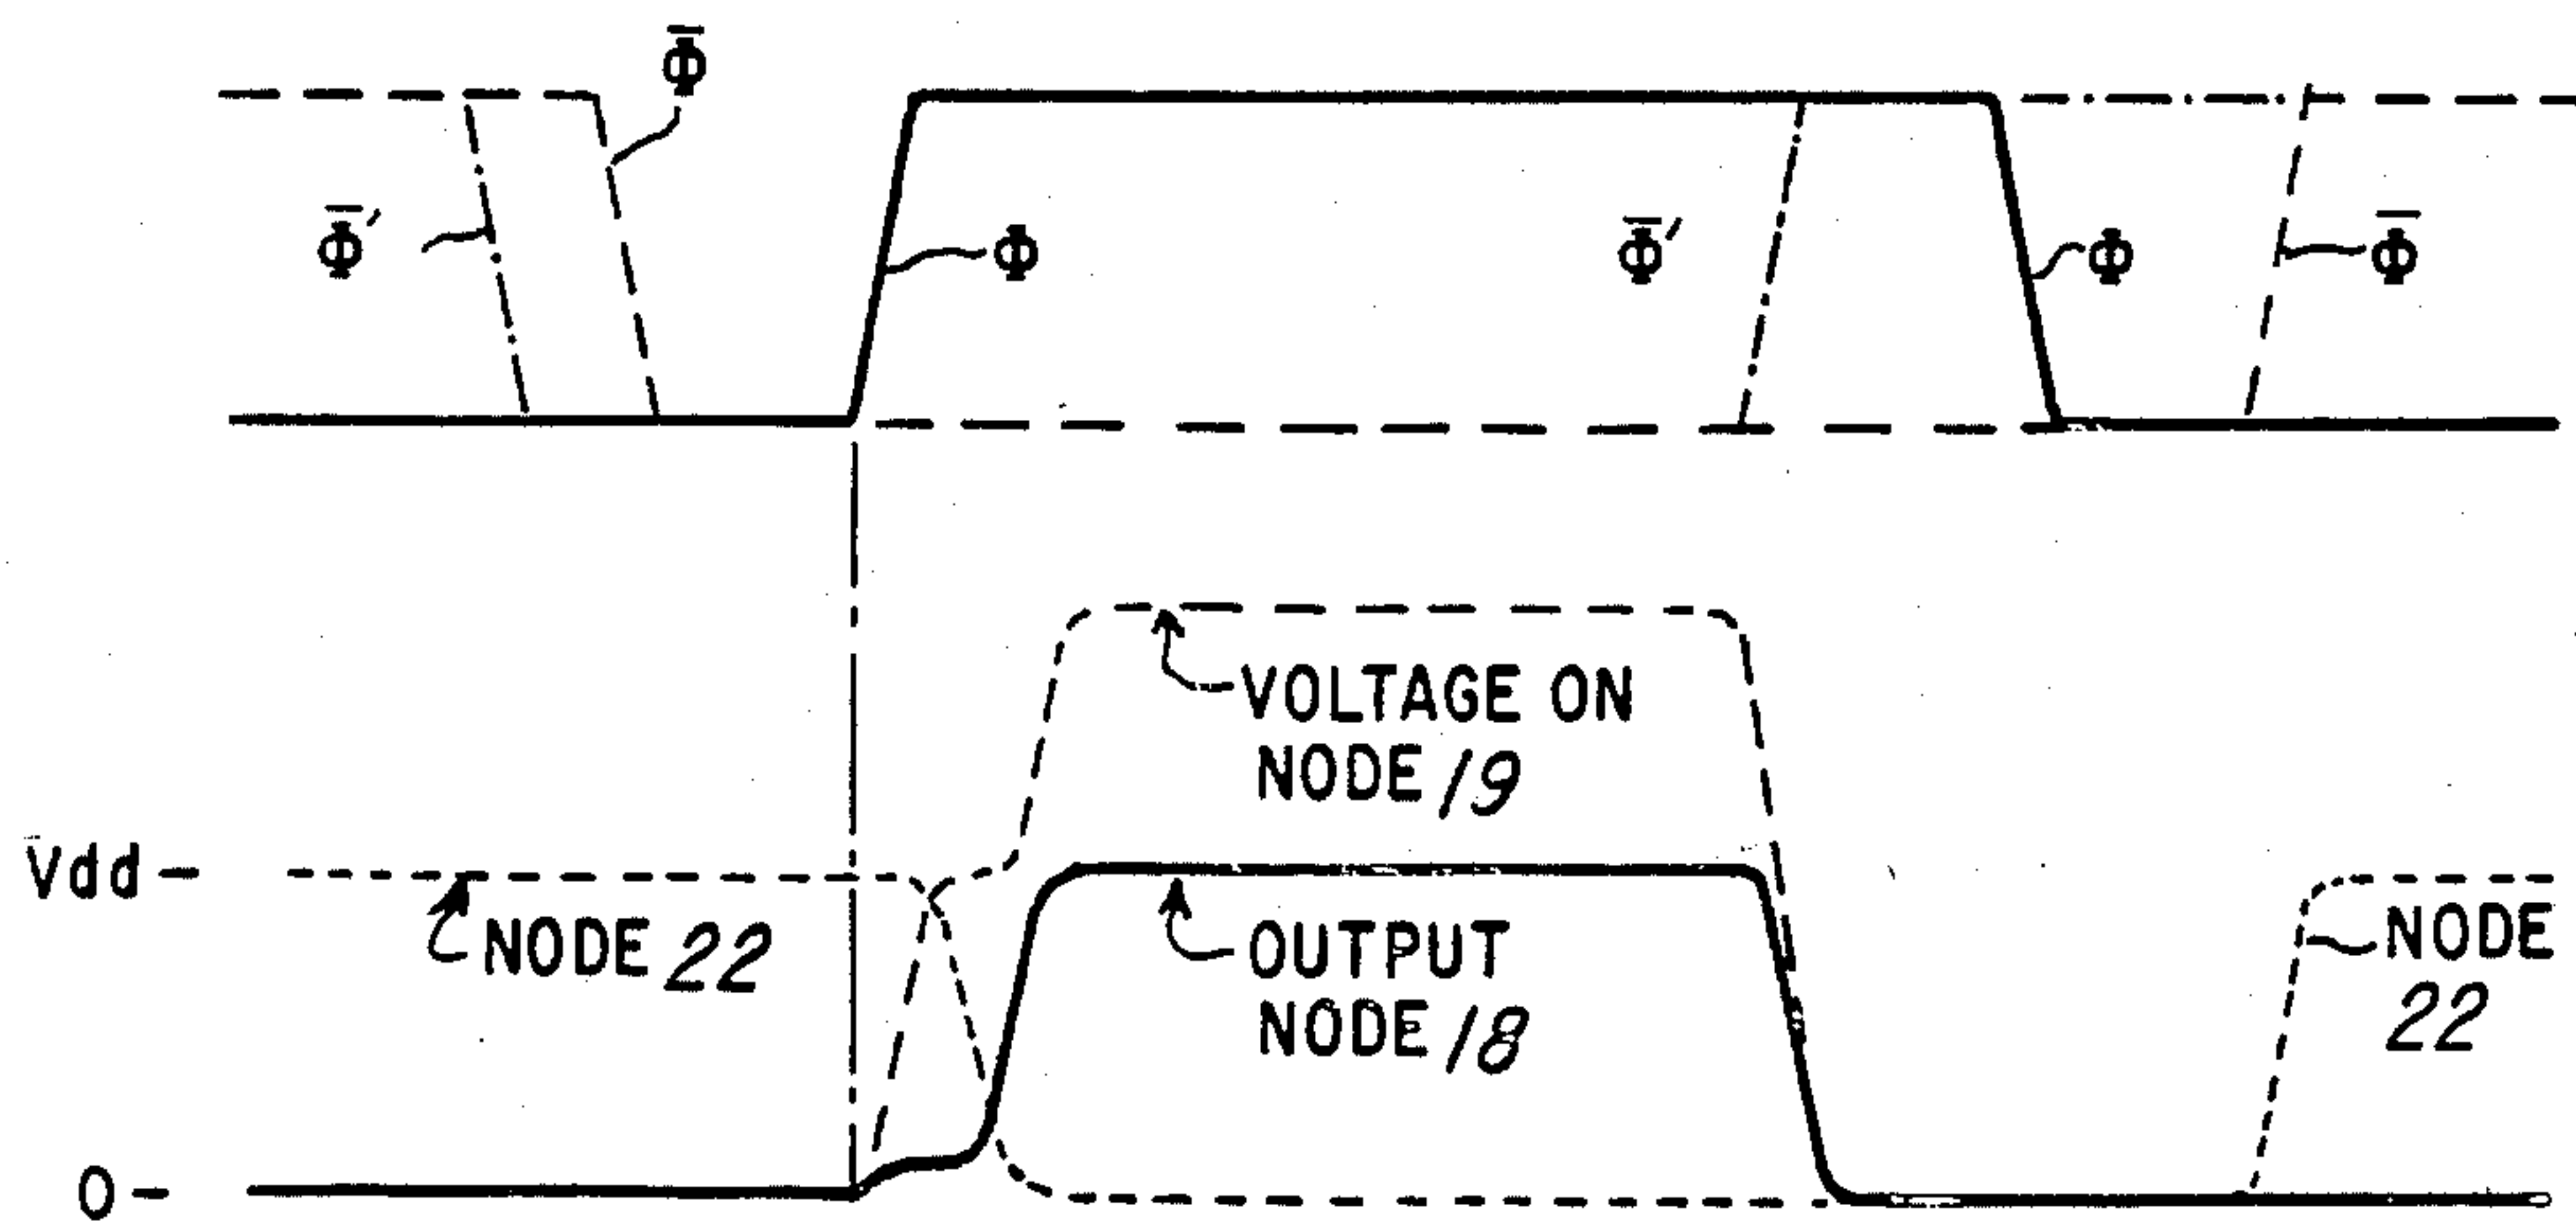 Φ̄
Φ̄′
Φ
Φ̄′
Φ
Φ̄
VOLTAGE ON
NODE 19
Vdd -
NODE 22
OUTPUT
NODE 18
NODE
22
0 -